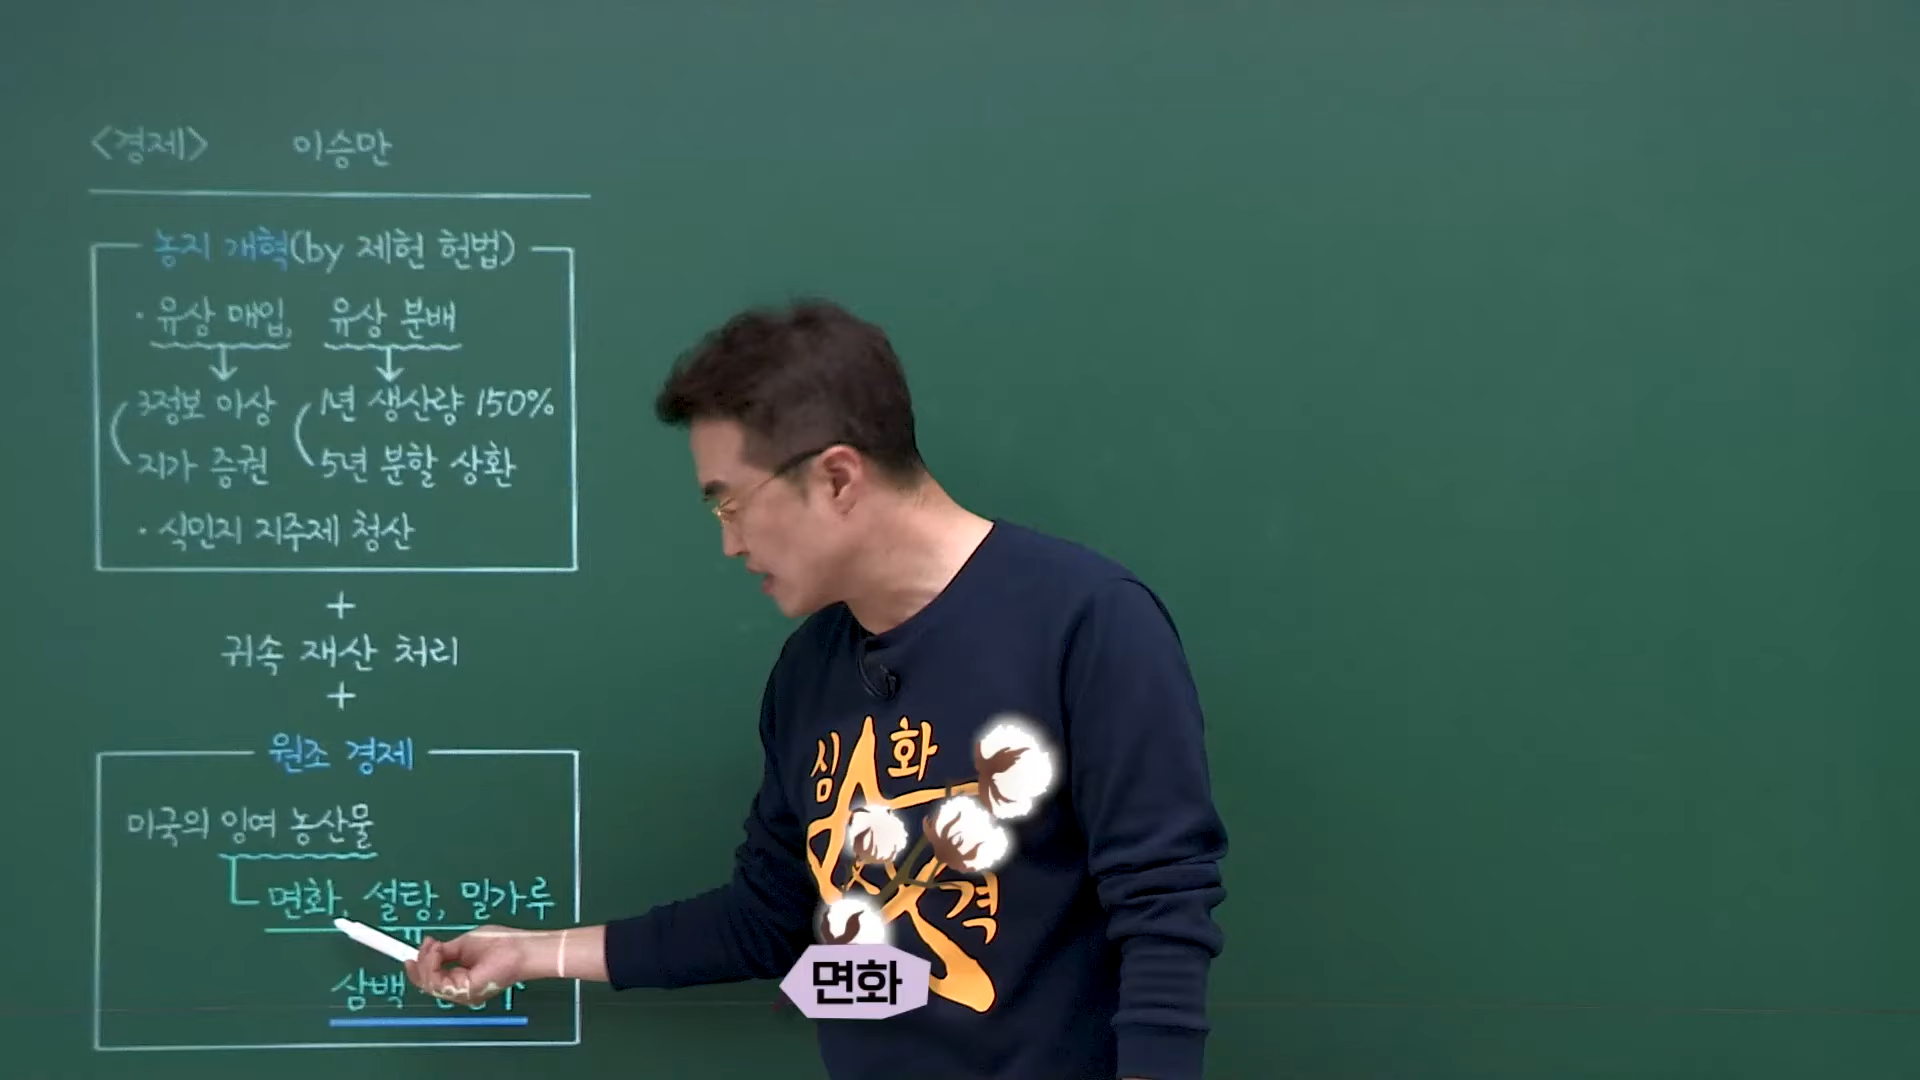 <경제> 이승만
농지 개혁(by 제헌 헌법)
· 유상 매입, 유상 분배
3정보 이상 1년 생산량 150%
지가 증권 5년 분할 상환
· 식민지 지주제 청산
+
귀속 재산 처리
+
원조 경제
미국의 잉여 농산물
면화, 설탕, 밀가루
삼백
심화
격
면화